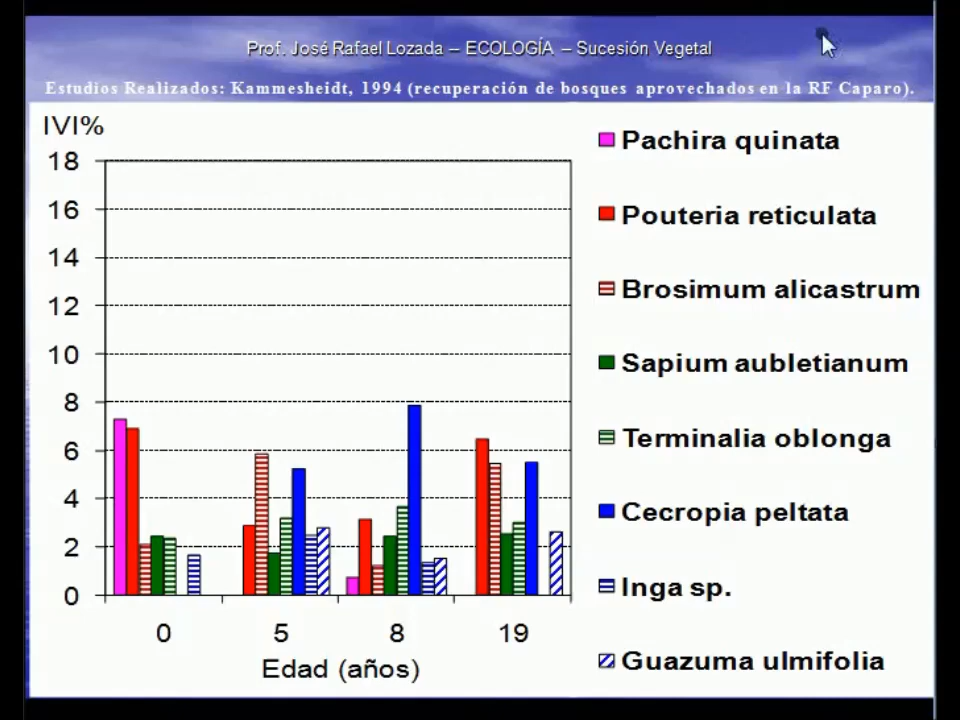 Prof. José Rafael Lozada – ECOLOGÍA – Sucesión Vegetal
Estudios Realizados: Kammesheidt, 1994 (recuperación de bosques aprovechados en la RF Caparo).
IVI%
18
16
14
12
10
8
6
4
2
0
0 5 8 19
Edad (años)
Pachira quinata
Pouteria reticulata
Brosimum alicastrum
Sapium aubletianum
Terminalia oblonga
Cecropia peltata
Inga sp.
Guazuma ulmifolia